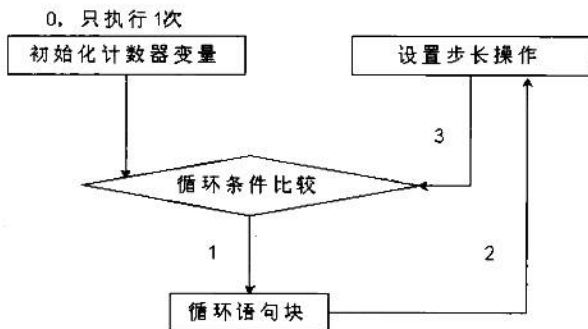 0，只执行1次
初始化计数器变量
设置步长操作
3
循环条件比较
1
2
循环语句块